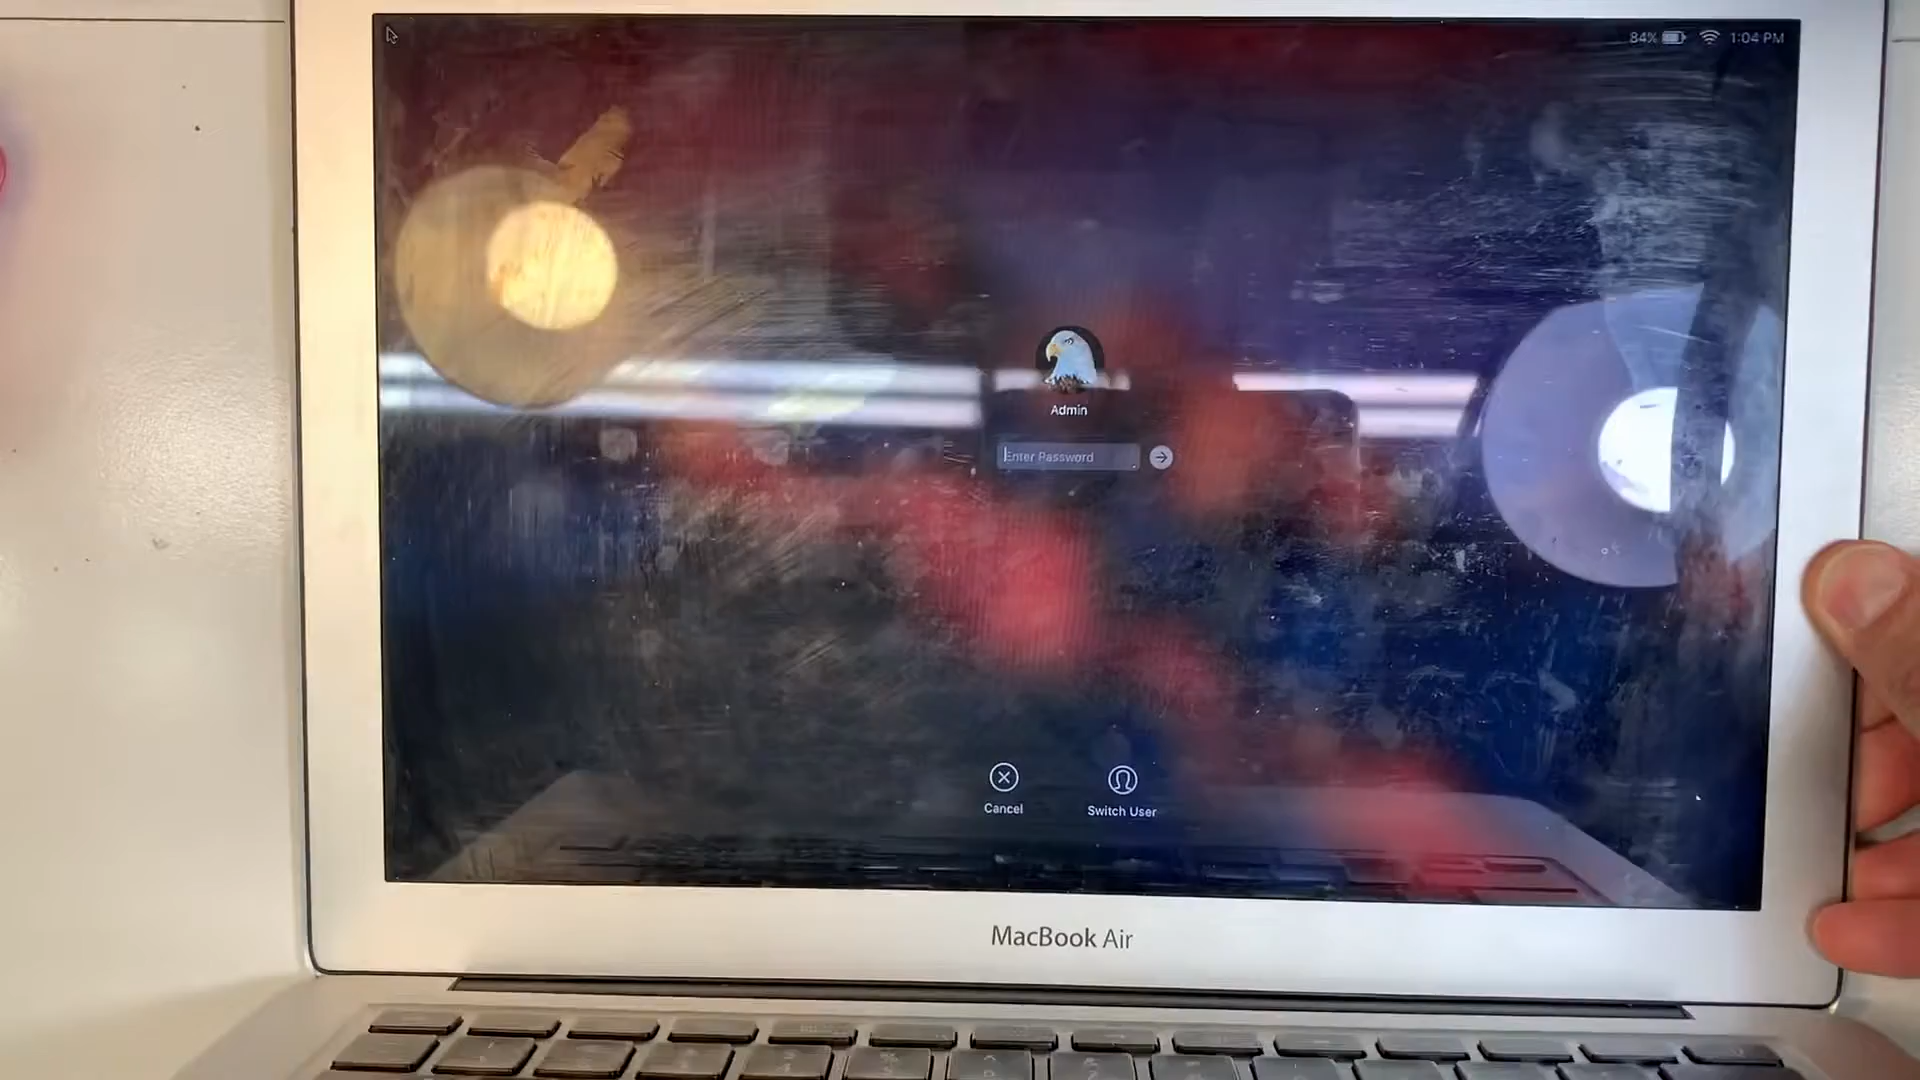 84% 1:04 PM
Admin
Enter Password
Cancel
Switch User
MacBook Air